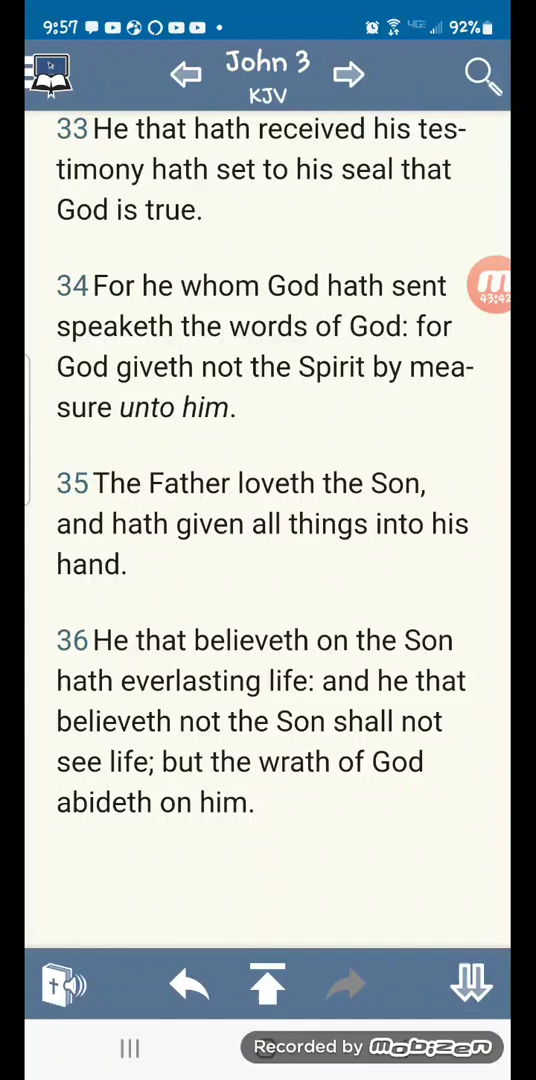 9:57 4G 92%
John 3
KJV
33 He that hath received his tes-
timony hath set to his seal that
God is true.
34 For he whom God hath sent
speaketh the words of God: for
God giveth not the Spirit by mea-
sure unto him.
35 The Father loveth the Son,
and hath given all things into his
hand.
36 He that believeth on the Son
hath everlasting life: and he that
believeth not the Son shall not
see life; but the wrath of God
abideth on him.
m
43:42
Recorded by mobizen